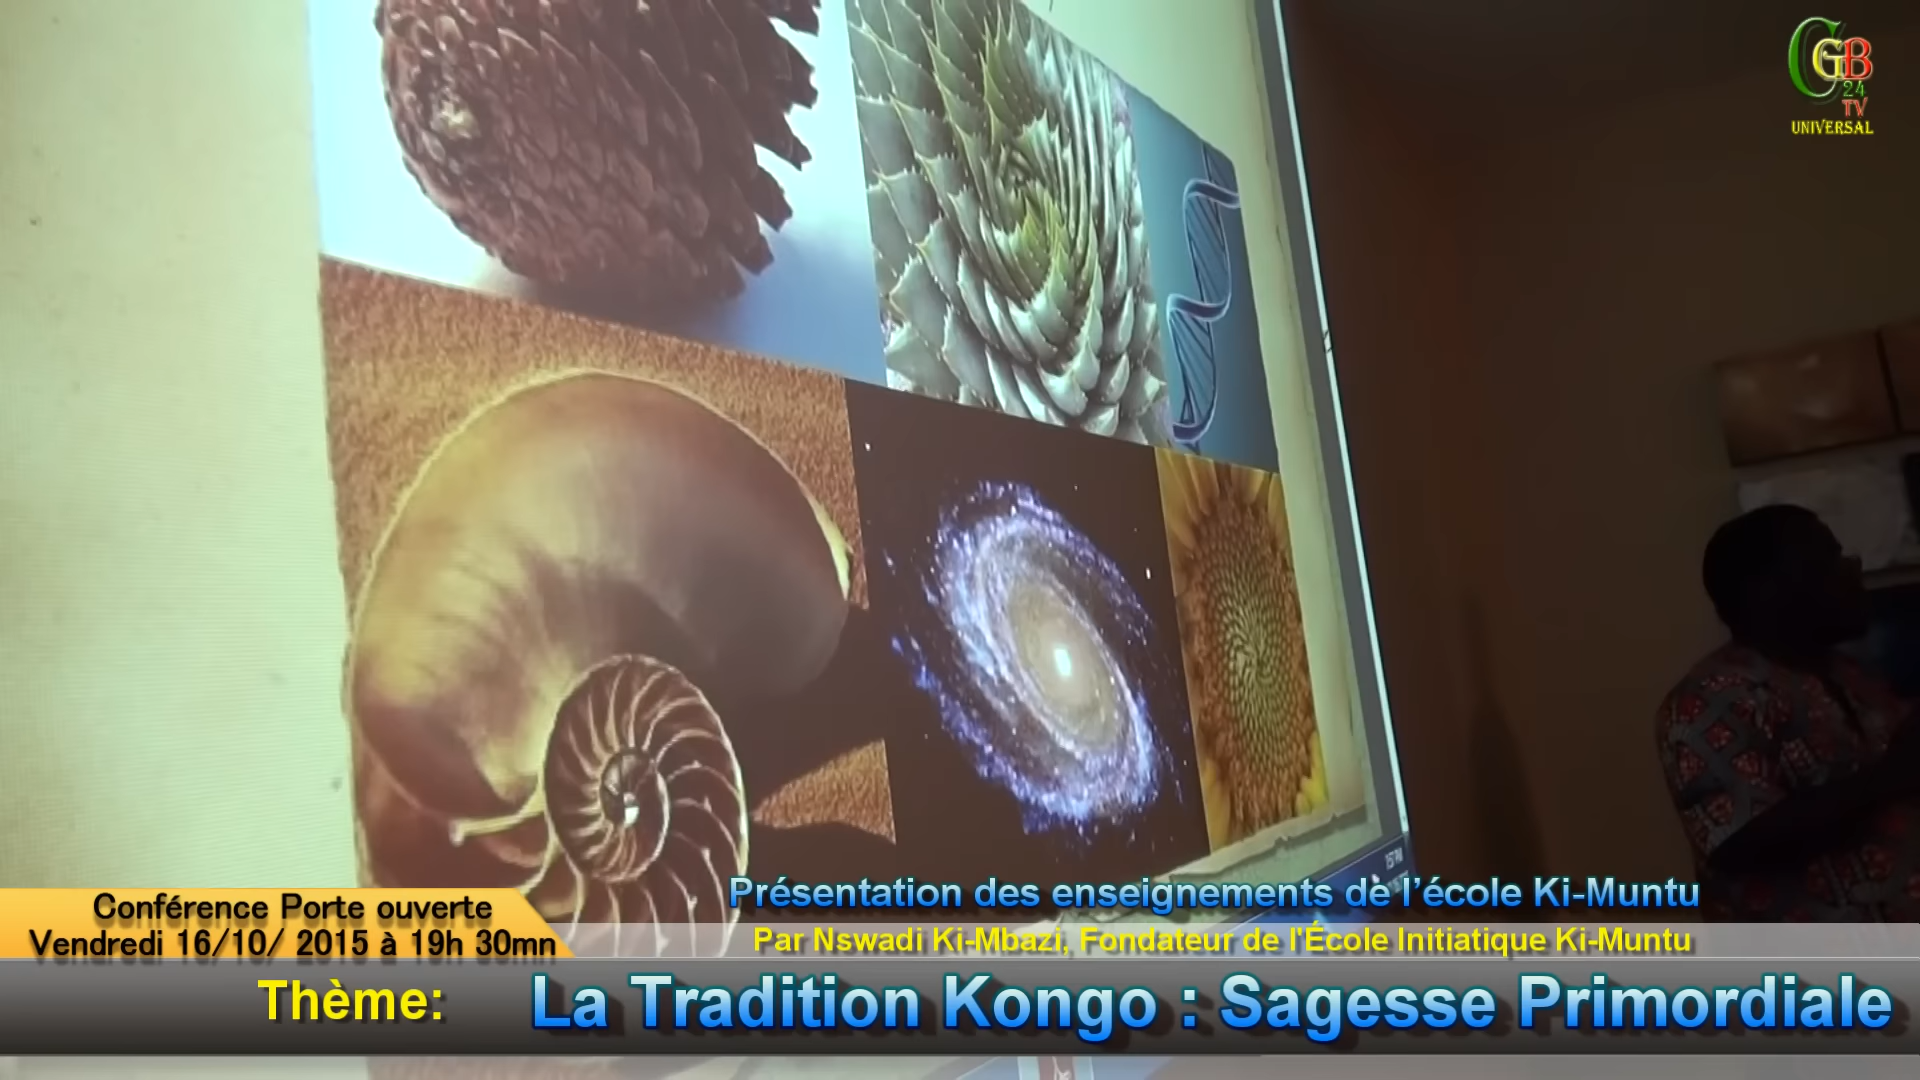 CGB
24
TV
UNIVERSAL
Présentation des enseignements de l’école Ki-Muntu
Conférence Porte ouverte
Vendredi 16/10/ 2015 à 19h 30mn
Par Nswadi Ki-Mbazi, Fondateur de l'École Initiatique Ki-Muntu
Thème: La Tradition Kongo : Sagesse Primordiale